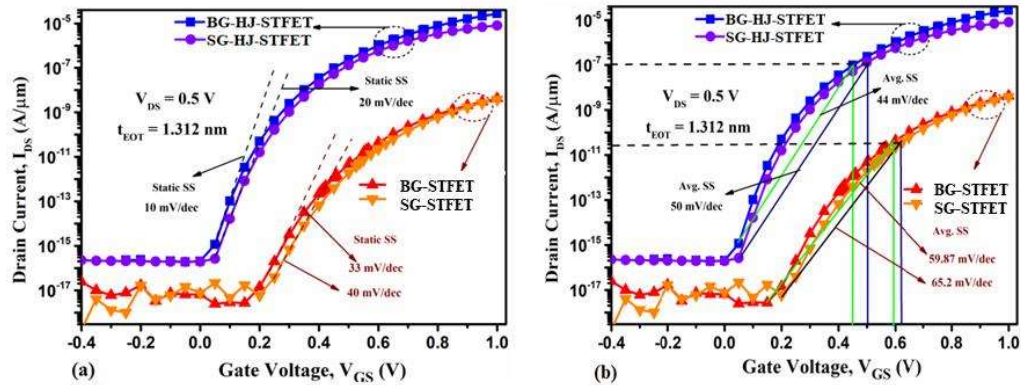 BG-HJ-STFET
SG-HJ-STFET
Static SS
20 mV/dec
V_DS = 0.5 V
t_EOT = 1.312 nm
Static SS
10 mV/dec
BG-STFET
SG-STFET
Static SS
33 mV/dec
40 mV/dec
Drain Current, I_DS (A/μm)
10^-5
10^-7
10^-9
10^-11
10^-13
10^-15
10^-17
-0.4 -0.2 0.0 0.2 0.4 0.6 0.8 1.0
Gate Voltage, V_GS (V)
(a)
BG-HJ-STFET
SG-HJ-STFET
Avg. SS
44 mV/dec
V_DS = 0.5 V
t_EOT = 1.312 nm
Avg. SS
50 mV/dec
BG-STFET
SG-STFET
Avg. SS
59.87 mV/dec
65.2 mV/dec
Drain Current, I_DS (A/μm)
10^-5
10^-7
10^-9
10^-11
10^-13
10^-15
10^-17
-0.4 -0.2 0.0 0.2 0.4 0.6 0.8 1.0
Gate Voltage, V_GS (V)
(b)